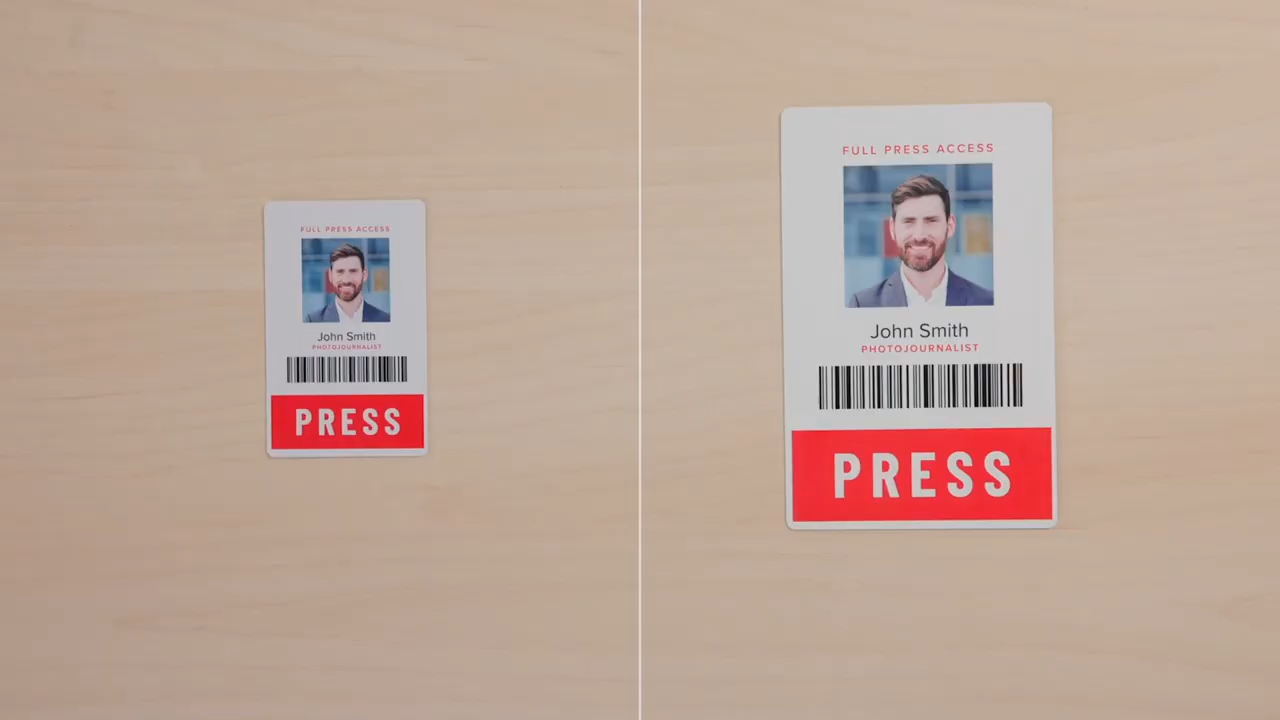 FULL PRESS ACCESS
John Smith
PHOTOJOURNALIST
PRESS
FULL PRESS ACCESS
John Smith
PHOTOJOURNALIST
PRESS